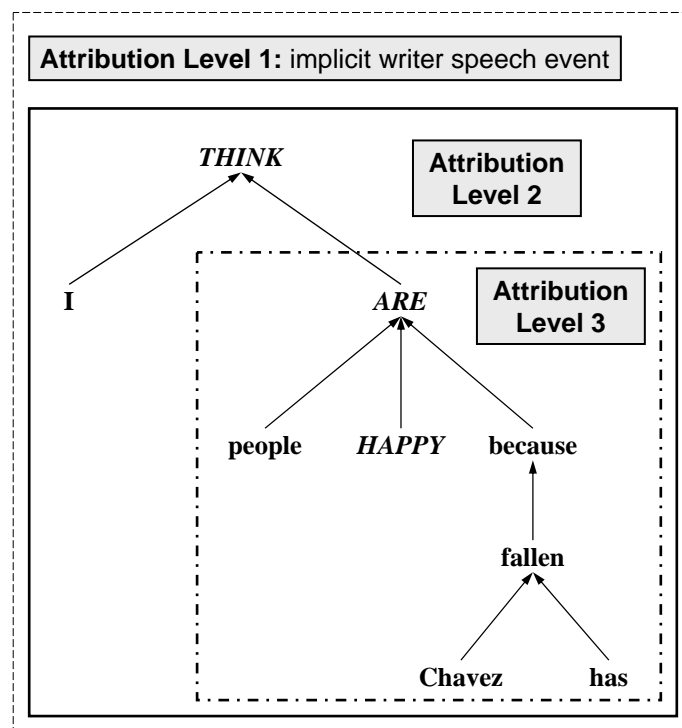 Attribution Level 1: implicit writer speech event
THINK
Attribution
Level 2
I
ARE
Attribution
Level 3
people HAPPY because
fallen
Chavez has